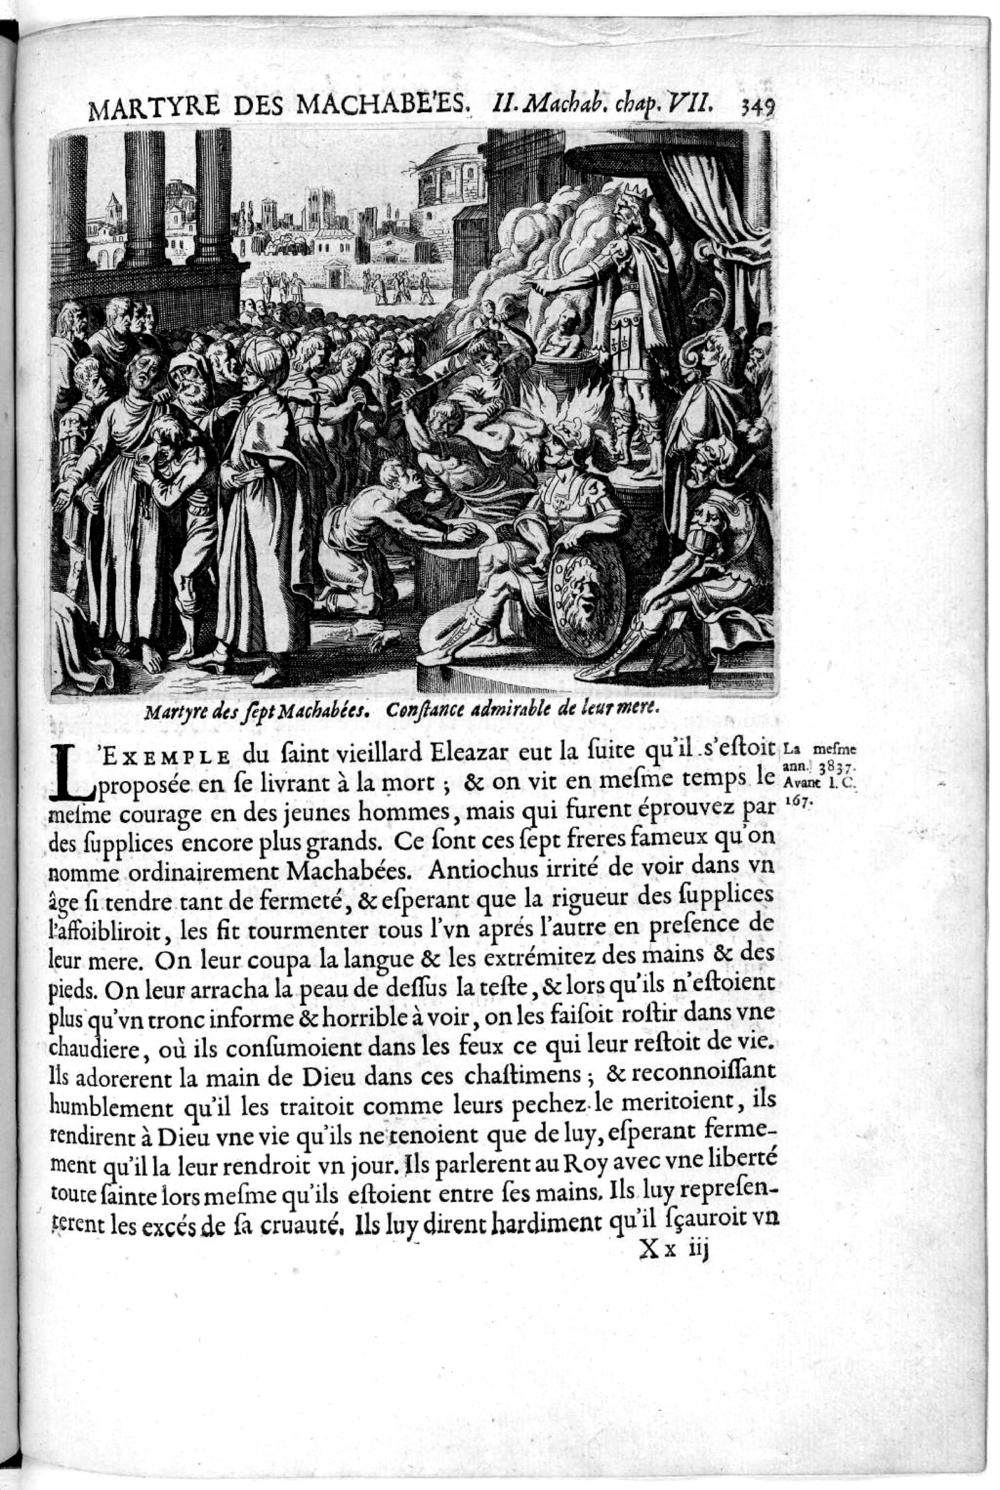 MARTYRE DES MACHABE'ES. II. Machab. chap. VII. 349
Martyre des ſept Machabées. Conſtance admirable de leur mere.
L'EXEMPLE du ſaint vieillard Eleazar eut la ſuite qu'il s'eſtoit
proposée en ſe livrant à la mort ; & on vit en meſme temps le
meſme courage en des jeunes hommes, mais qui furent éprouvez par
des ſupplices encore plus grands. Ce ſont ces ſept freres fameux qu'on
nomme ordinairement Machabées. Antiochus irrité de voir dans vn
âge ſi tendre tant de fermeté, & eſperant que la rigueur des ſupplices
l'affoibliroit, les fit tourmenter tous l'vn aprés l'autre en preſence de
leur mere. On leur coupa la langue & les extrémitez des mains & des
pieds. On leur arracha la peau de deſſus la teſte, & lors qu'ils n'eſtoient
plus qu'vn tronc informe & horrible à voir, on les faiſoit roſtir dans vne
chaudiere, où ils conſumoient dans les feux ce qui leur reſtoit de vie.
Ils adorerent la main de Dieu dans ces chaſtimens ; & reconnoiſſant
humblement qu'il les traitoit comme leurs pechez le meritoient, ils
rendirent à Dieu vne vie qu'ils ne tenoient que de luy, eſperant ferme-
ment qu'il la leur rendroit vn jour. Ils parlerent au Roy avec vne liberté
toute ſainte lors meſme qu'ils eſtoient entre ſes mains. Ils luy repreſen-
terent les excés de ſa cruauté. Ils luy dirent hardiment qu'il ſçauroit vn
La meſme
ann. 3837.
Avant I. C.
167.
Xx iij